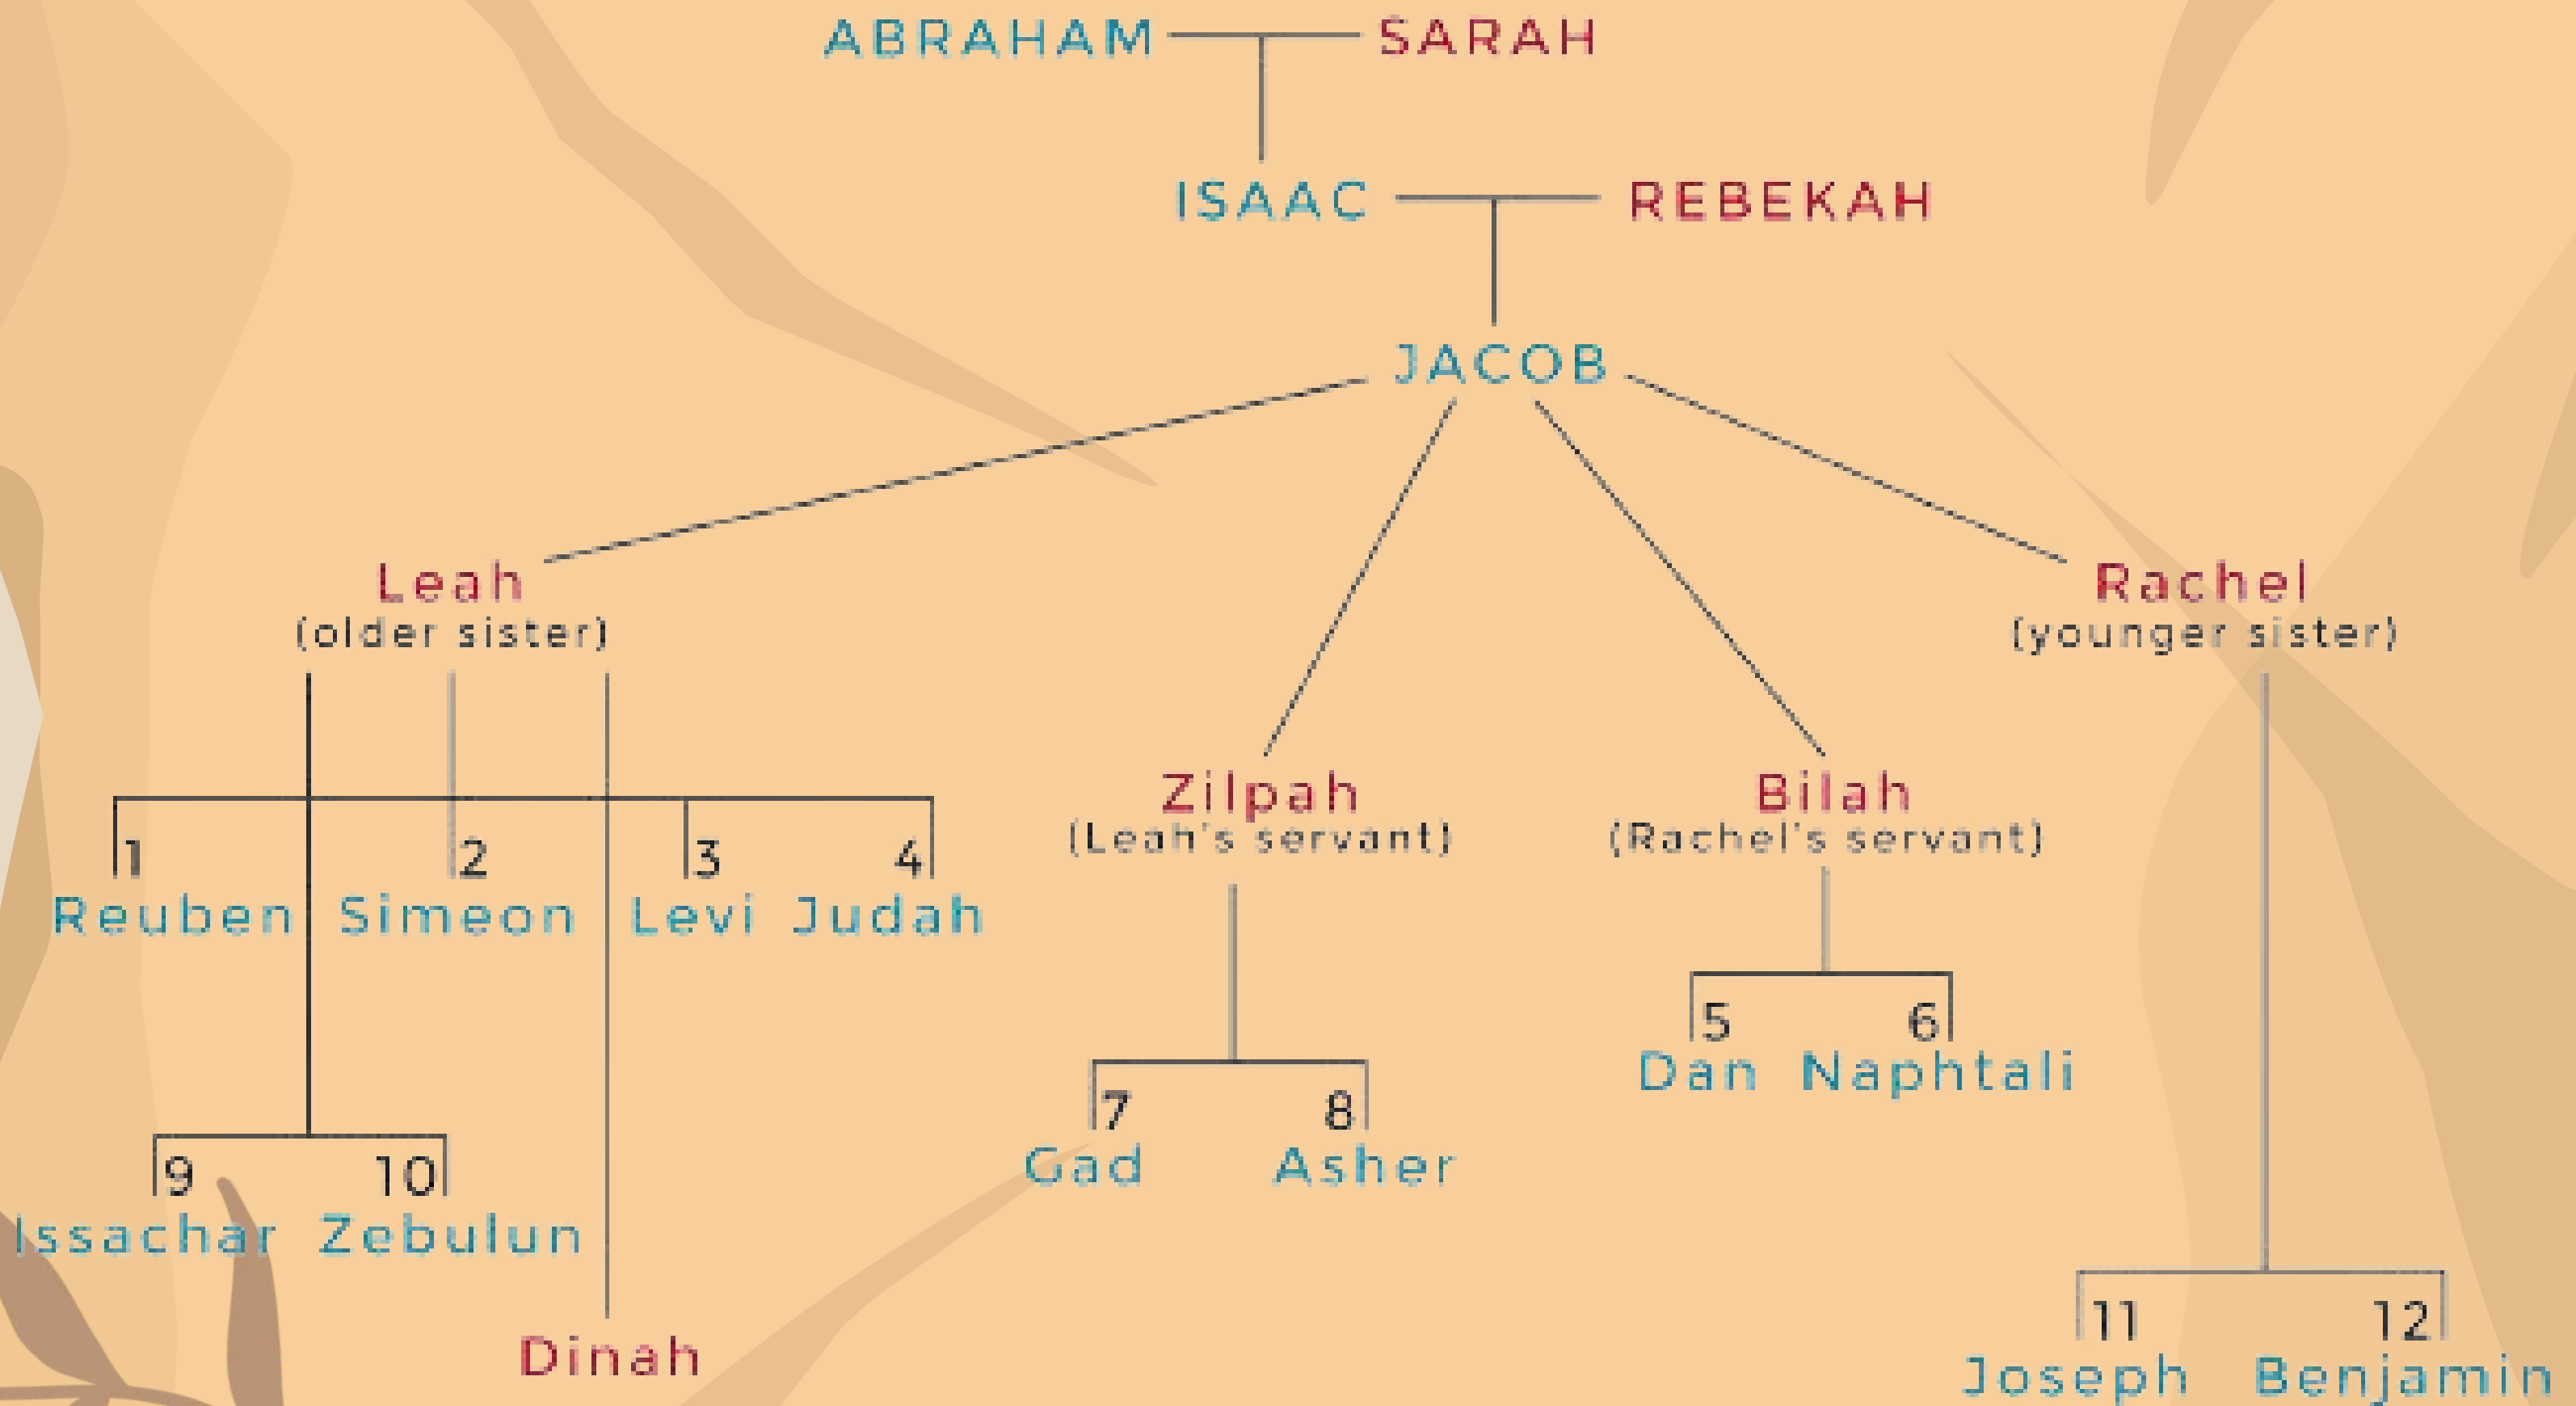 ABRAHAM SARAH
ISAAC REBEKAH
JACOB
Leah
(older sister)
Rachel
(younger sister)
Zilpah
(Leah's servant)
Bilah
(Rachel's servant)
1 2 3 4
Reuben Simeon Levi Judah
5 6
Dan Naphtali
7 8
Gad Asher
9 10
Issachar Zebulun
Dinah
11 12
Joseph Benjamin